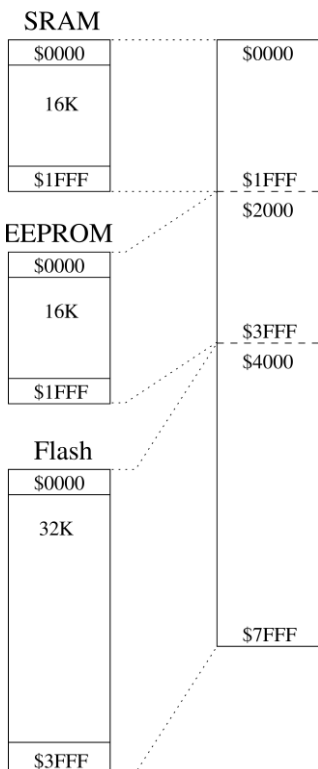 SRAM
$0000
16K
$1FFF
EEPROM
$0000
16K
$1FFF
Flash
$0000
32K
$3FFF
$0000
$1FFF
$2000
$3FFF
$4000
$7FFF